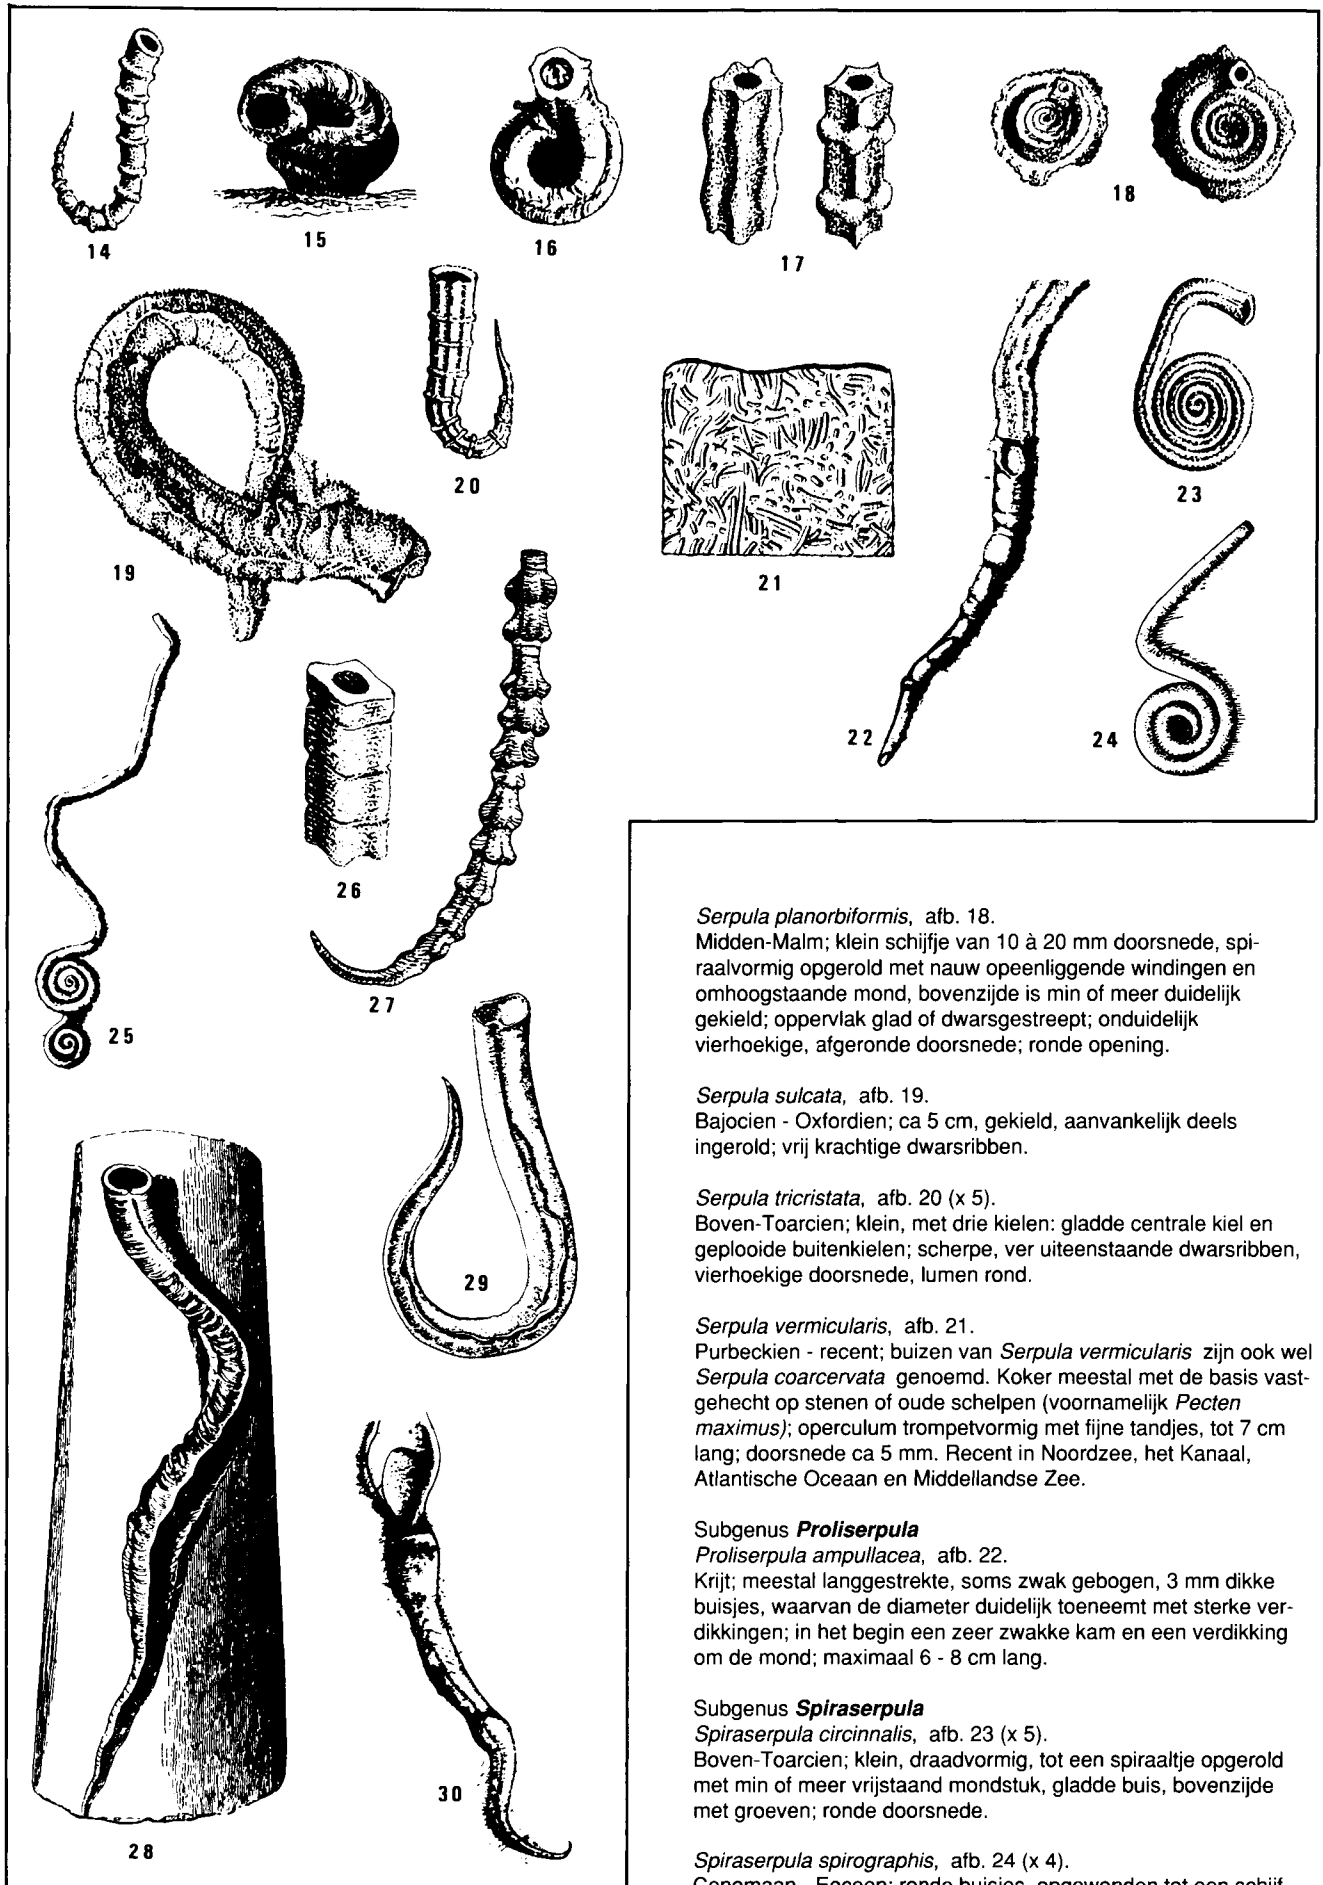 14
15
16
17
18
19
20
21
22
23
24
25
26
27
28
29
30
Serpula planorbiformis, afb. 18.
Midden-Malm; klein schijfje van 10 à 20 mm doorsnede, spi-
raalvormig opgerold met nauw opeenliggende windingen en
omhoogstaande mond, bovenzijde is min of meer duidelijk
gekield; oppervlak glad of dwarsgestreept; onduidelijk
vierhoekige, afgeronde doorsnede; ronde opening.
Serpula sulcata, afb. 19.
Bajocien - Oxfordien; ca 5 cm, gekield, aanvankelijk deels
ingerold; vrij krachtige dwarsribben.
Serpula tricristata, afb. 20 (x 5).
Boven-Toarcien; klein, met drie kielen: gladde centrale kiel en
geplooide buitenkielen; scherpe, ver uiteenstaande dwarsribben,
vierhoekige doorsnede, lumen rond.
Serpula vermicularis, afb. 21.
Purbeckien - recent; buizen van Serpula vermicularis zijn ook wel
Serpula coarcervata genoemd. Koker meestal met de basis vast-
gehecht op stenen of oude schelpen (voornamelijk Pecten
maximus); operculum trompetvormig met fijne tandjes, tot 7 cm
lang; doorsnede ca 5 mm. Recent in Noordzee, het Kanaal,
Atlantische Oceaan en Middellandse Zee.
Subgenus Proliserpula
Proliserpula ampullacea, afb. 22.
Krijt; meestal langgestrekte, soms zwak gebogen, 3 mm dikke
buisjes, waarvan de diameter duidelijk toeneemt met sterke ver-
dikkingen; in het begin een zeer zwakke kam en een verdikking
om de mond; maximaal 6 - 8 cm lang.
Subgenus Spiraserpula
Spiraserpula circinnalis, afb. 23 (x 5).
Boven-Toarcien; klein, draadvormig, tot een spiraaltje opgerold
met min of meer vrijstaand mondstuk, gladde buis, bovenzijde
met groeven; ronde doorsnede.
Spiraserpula spirographis, afb. 24 (x 4).
Cenomaan - Eoceen; ronde buisjes, opgewonden tot een schijf